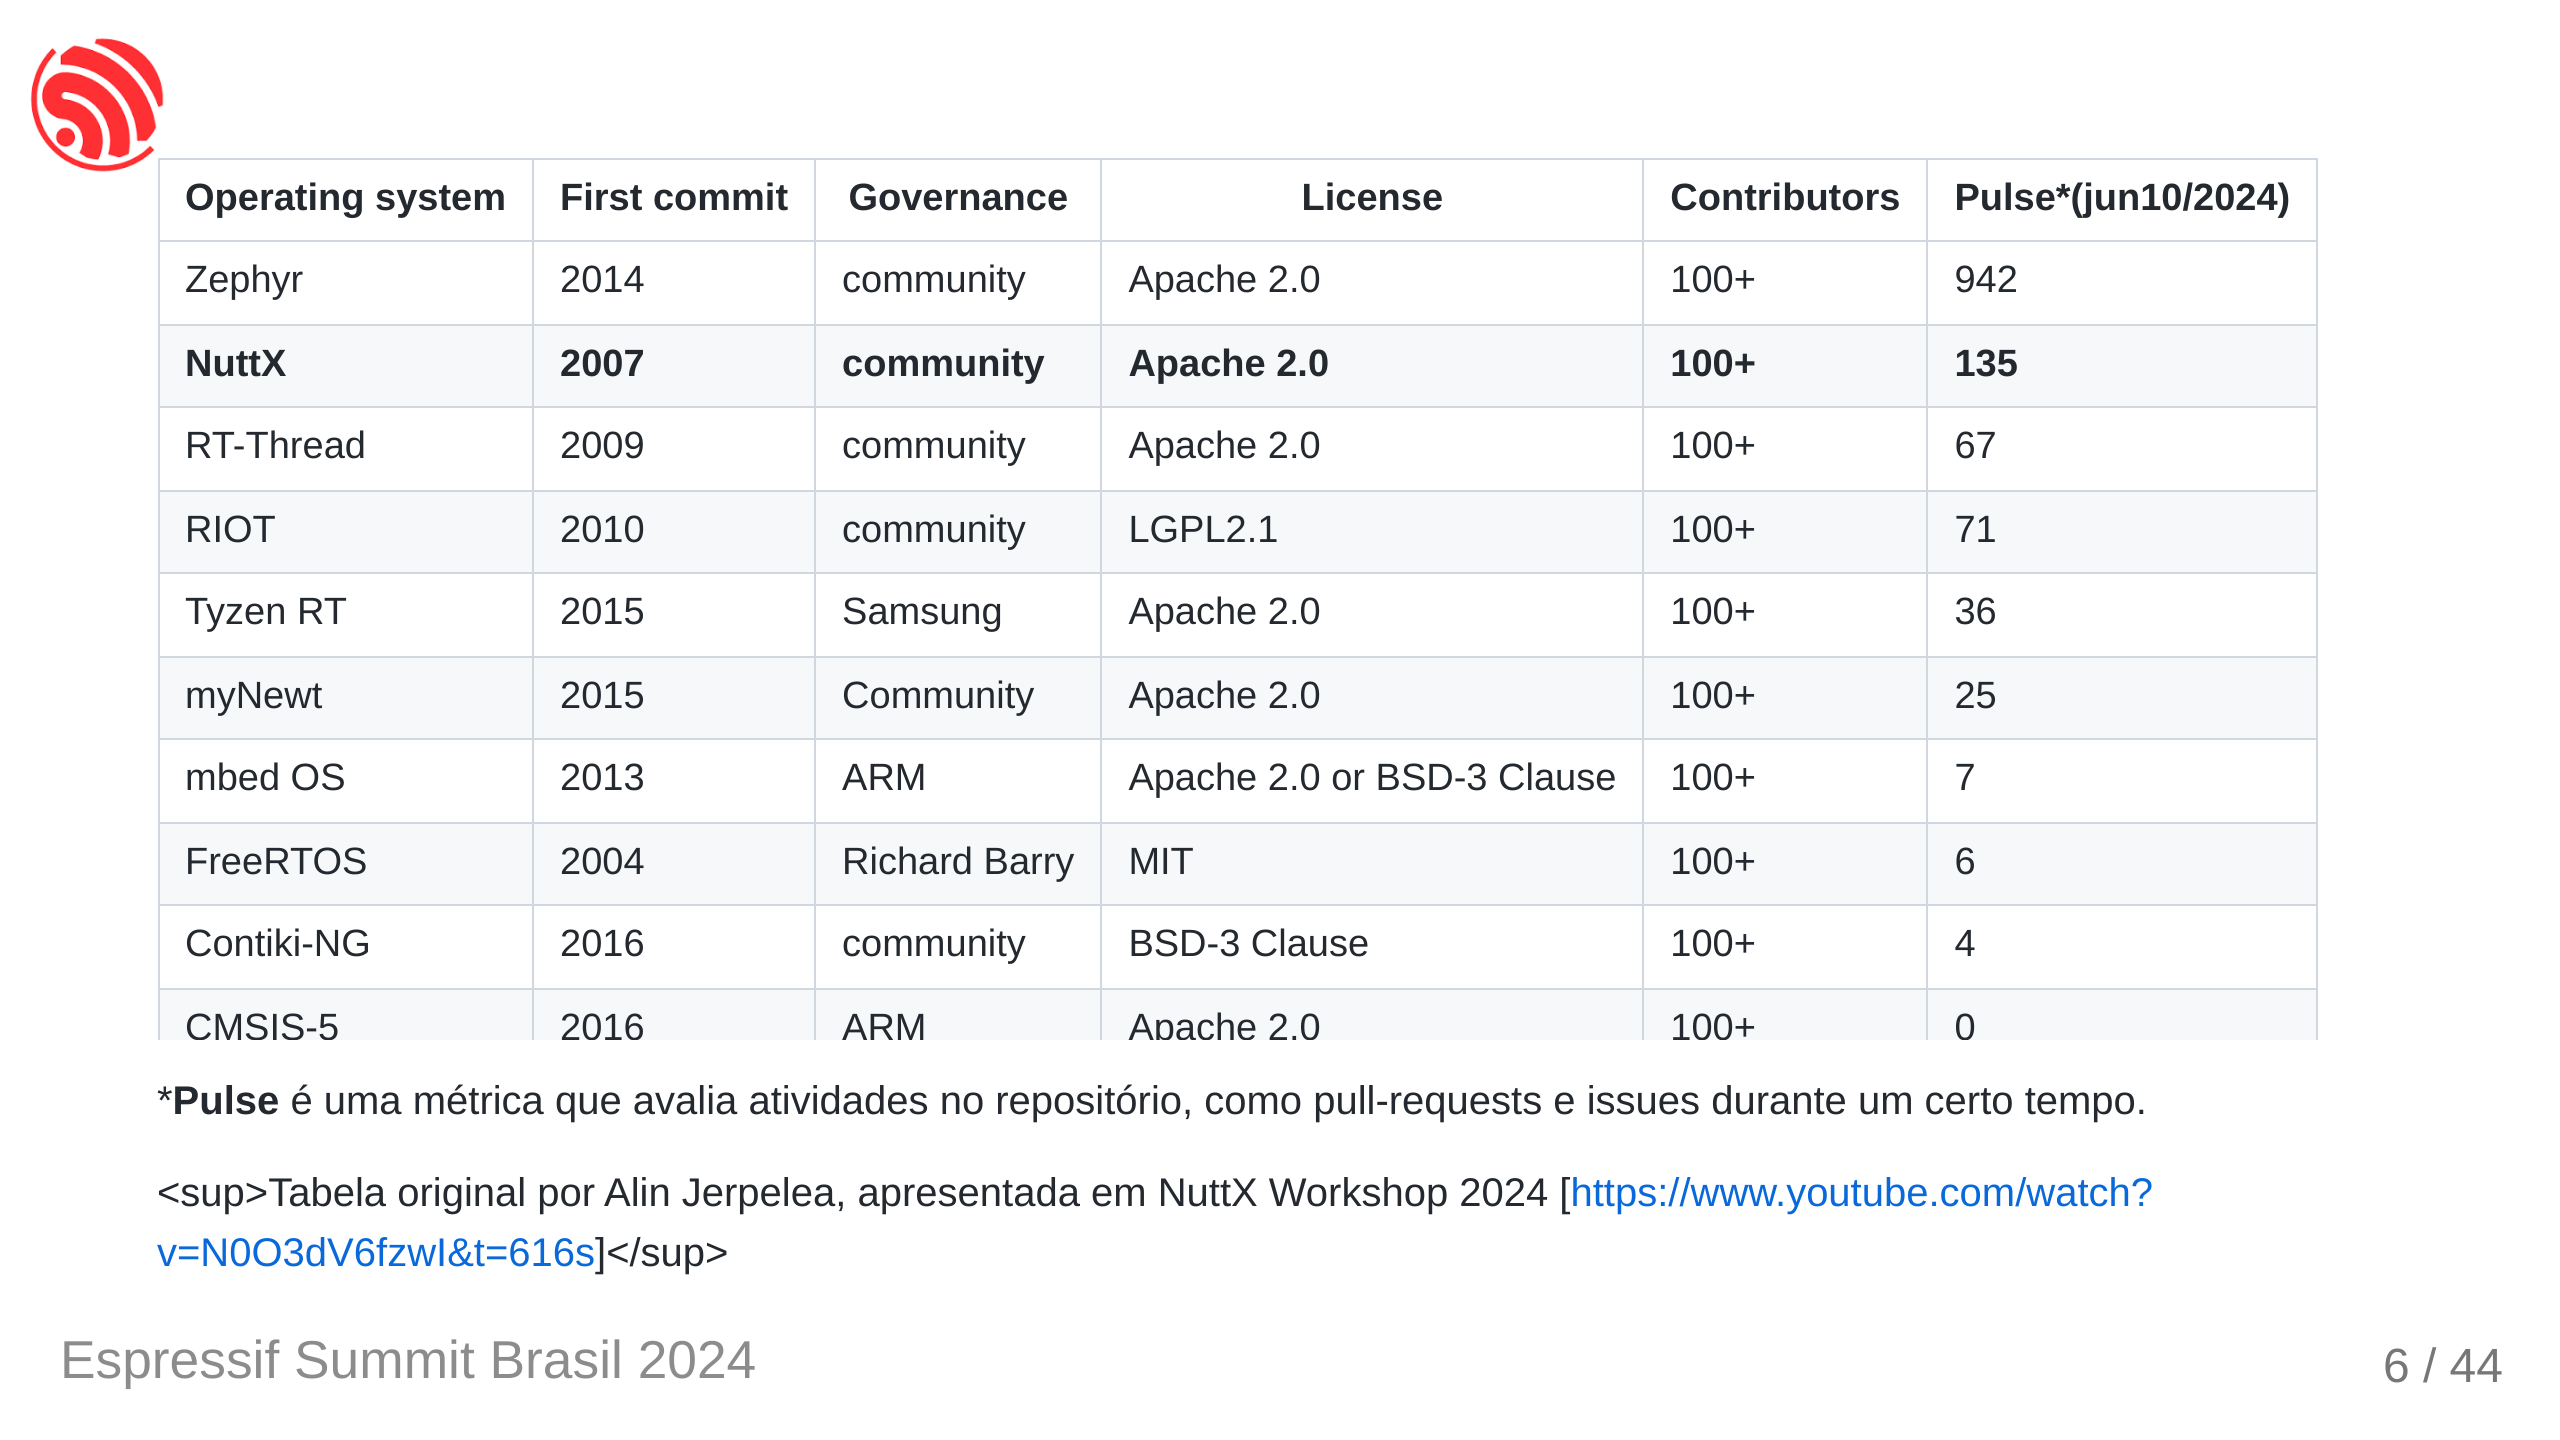 Operating system First commit Governance License Contributors Pulse*(jun10/2024)
Zephyr 2014 community Apache 2.0 100+ 942
NuttX 2007 community Apache 2.0 100+ 135
RT-Thread 2009 community Apache 2.0 100+ 67
RIOT 2010 community LGPL2.1 100+ 71
Tyzen RT 2015 Samsung Apache 2.0 100+ 36
myNewt 2015 Community Apache 2.0 100+ 25
mbed OS 2013 ARM Apache 2.0 or BSD-3 Clause 100+ 7
FreeRTOS 2004 Richard Barry MIT 100+ 6
Contiki-NG 2016 community BSD-3 Clause 100+ 4
CMSIS-5 2016 ARM Apache 2.0 100+ 0
*Pulse é uma métrica que avalia atividades no repositório, como pull-requests e issues durante um certo tempo.
<sup>Tabela original por Alin Jerpelea, apresentada em NuttX Workshop 2024 [https://www.youtube.com/watch?
v=N0O3dV6fzwI&t=616s]</sup>
Espressif Summit Brasil 2024
6 / 44